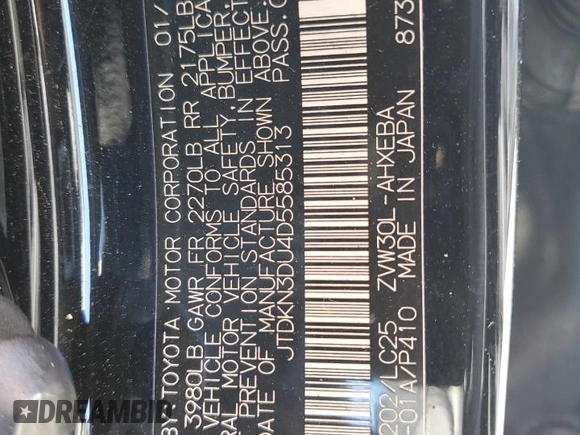 BY TOYOTA MOTOR CORPORATION 01/
3980LB GAWR FR 2270LB RR 2175LB
VEHICLE CONFORMS TO ALL APPLICA
RAL MOTOR VEHICLE SAFETY, BUMPER,
PREVENTION STANDARDS IN EFFECT
DATE OF MANUFACTURE SHOWN ABOVE.
JTDKN3DU4D5585313 PASS.C
202/LC25 ZVW30L-AHXEBA
-01A/P410 MADE IN JAPAN 873
DREAMBID